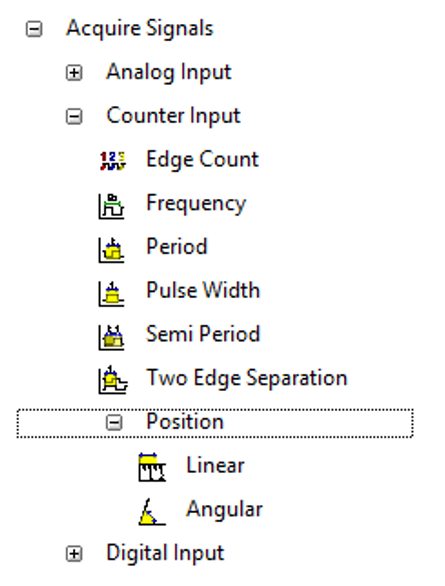 Acquire Signals
Analog Input
Counter Input
Edge Count
Frequency
Period
Pulse Width
Semi Period
Two Edge Separation
Position
Linear
Angular
Digital Input